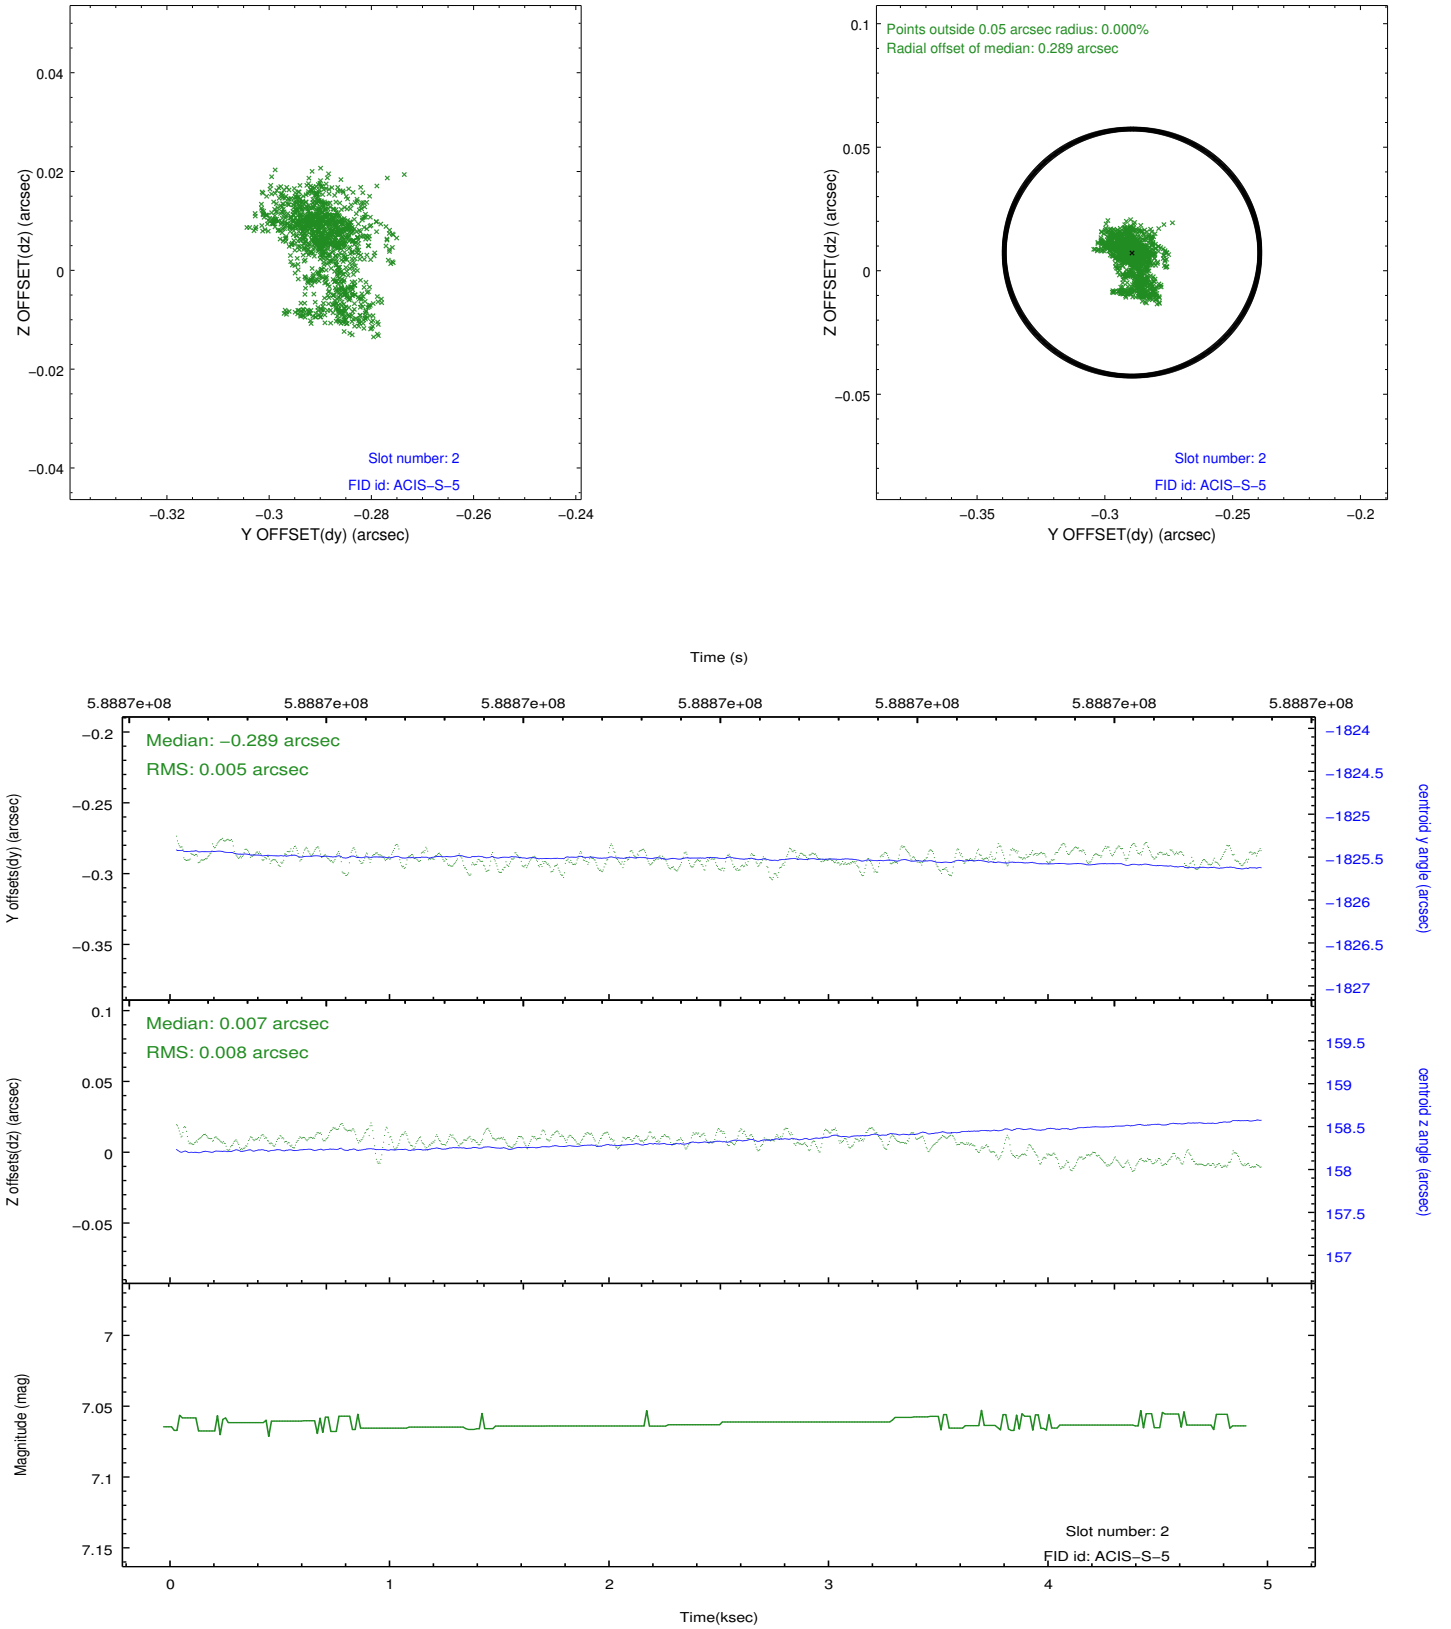 0.04
0.02
0
−0.02
−0.04
Z OFFSET(dz) (arcsec)
Slot number: 2
FID id: ACIS−S−5
−0.32
−0.3
−0.28
−0.26
−0.24
Y OFFSET(dy) (arcsec)
Points outside 0.05 arcsec radius: 0.000%
Radial offset of median: 0.289 arcsec
0.1
0.05
0
−0.05
Z OFFSET(dz) (arcsec)
Slot number: 2
FID id: ACIS−S−5
−0.35
−0.3
−0.25
−0.2
Y OFFSET(dy) (arcsec)
Time (s)
5.8887e+08 5.8887e+08 5.8887e+08 5.8887e+08 5.8887e+08 5.8887e+08 5.8887e+08
Median: −0.289 arcsec
RMS: 0.005 arcsec
−0.2
−0.25
−0.3
−0.35
Y offsets(dy) (arcsec)
−1824
−1824.5
−1825
−1825.5
−1826
−1826.5
−1827
centroid y angle (arcsec)
Median: 0.007 arcsec
RMS: 0.008 arcsec
0.1
0.05
0
−0.05
Z offsets(dz) (arcsec)
159.5
159
158.5
158
157.5
157
centroid z angle (arcsec)
7
7.05
7.1
7.15
Magnitude (mag)
Slot number: 2
FID id: ACIS−S−5
0 1 2 3 4 5
Time(ksec)